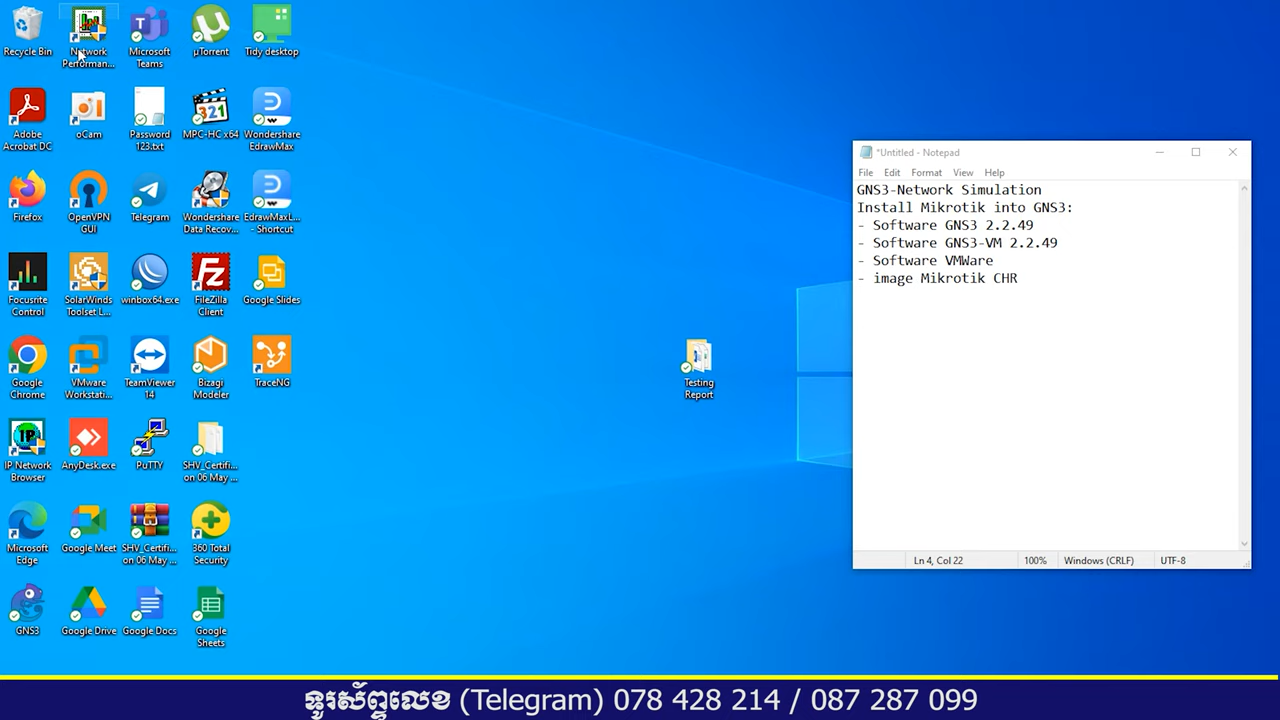 Recycle Bin
Network
Performan...
Microsoft
Teams
µTorrent
Tidy desktop
Adobe
Acrobat DC
oCam
Password
123.txt
MPC-HC x64
Wondershare
EdrawMax
Firefox
OpenVPN
GUI
Telegram
Wondershare
Data Recov...
EdrawMaxL...
- Shortcut
Focusrite
Control
SolarWinds
Toolset L...
winbox64.exe
FileZilla
Client
Google Slides
Google
Chrome
VMware
Workstati...
TeamViewer
14
Bizagi
Modeler
TraceNG
IP Network
Browser
AnyDesk.exe
PuTTY
SHV_Certifi...
on 06 May ...
Microsoft
Edge
Google Meet
SHV_Certifi...
on 06 May ...
360 Total
Security
GNS3
Google Drive
Google Docs
Google
Sheets
Testing
Report
*Untitled - Notepad
File Edit Format View Help
GNS3-Network Simulation
Install Mikrotik into GNS3:
- Software GNS3 2.2.49
- Software GNS3-VM 2.2.49
- Software VMWare
- image Mikrotik CHR
Ln 4, Col 22 100% Windows (CRLF) UTF-8
ទូរស័ព្ទលេខ (Telegram) 078 428 214 / 087 287 099